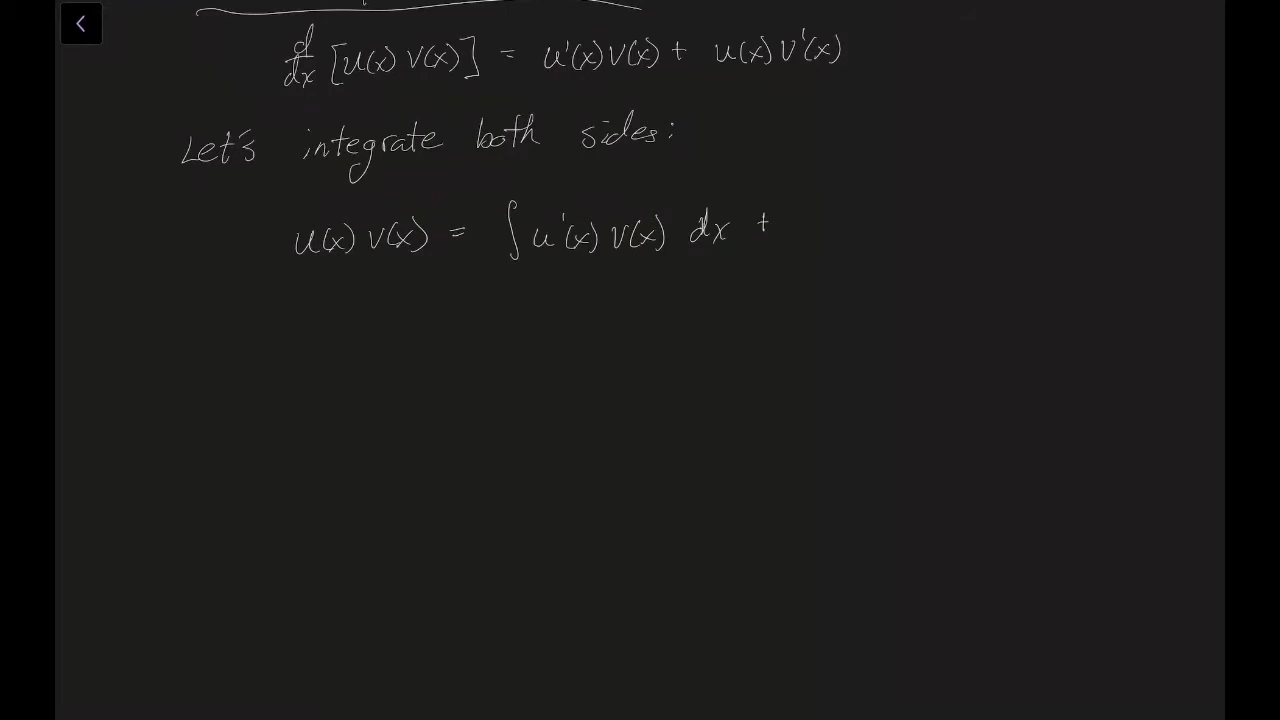 d/dx [u(x) v(x)] = u'(x) v(x) + u(x) v'(x)
Let's integrate both sides:
u(x) v(x) = ∫ u'(x) v(x) dx +